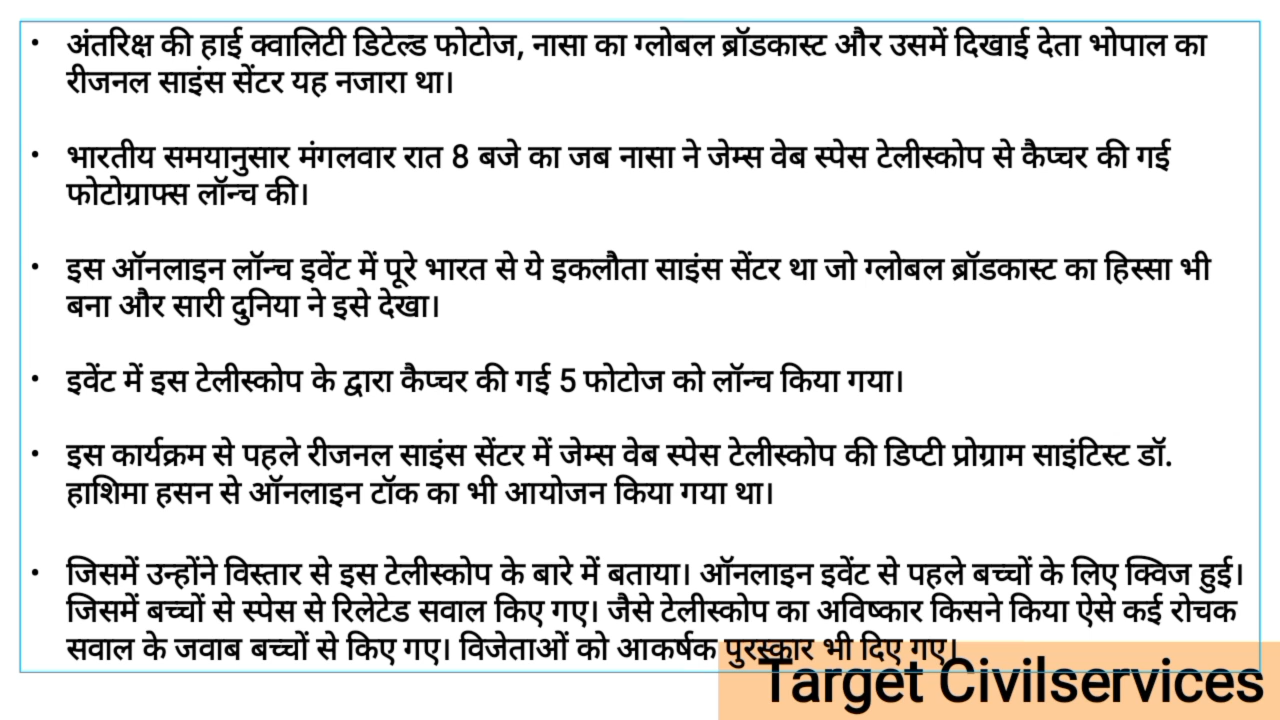 • अंतरिक्ष की हाई क्वालिटी डिटेल्ड फोटोज, नासा का ग्लोबल ब्रॉडकास्ट और उसमें दिखाई देता भोपाल का
रीजनल साइंस सेंटर यह नजारा था।
• भारतीय समयानुसार मंगलवार रात 8 बजे का जब नासा ने जेम्स वेब स्पेस टेलीस्कोप से कैप्चर की गई
फोटोग्राफ्स लॉन्च की।
• इस ऑनलाइन लॉन्च इवेंट में पूरे भारत से ये इकलौता साइंस सेंटर था जो ग्लोबल ब्रॉडकास्ट का हिस्सा भी
बना और सारी दुनिया ने इसे देखा।
• इवेंट में इस टेलीस्कोप के द्वारा कैप्चर की गई 5 फोटोज को लॉन्च किया गया।
• इस कार्यक्रम से पहले रीजनल साइंस सेंटर में जेम्स वेब स्पेस टेलीस्कोप की डिप्टी प्रोग्राम साइंटिस्ट डॉ.
हाशिमा हसन से ऑनलाइन टॉक का भी आयोजन किया गया था।
• जिसमें उन्होंने विस्तार से इस टेलीस्कोप के बारे में बताया। ऑनलाइन इवेंट से पहले बच्चों के लिए क्विज हुई।
जिसमें बच्चों से स्पेस से रिलेटेड सवाल किए गए। जैसे टेलीस्कोप का अविष्कार किसने किया ऐसे कई रोचक
सवाल के जवाब बच्चों से किए गए। विजेताओं को आकर्षक पुरस्कार भी दिए गए।
Target Civilservices